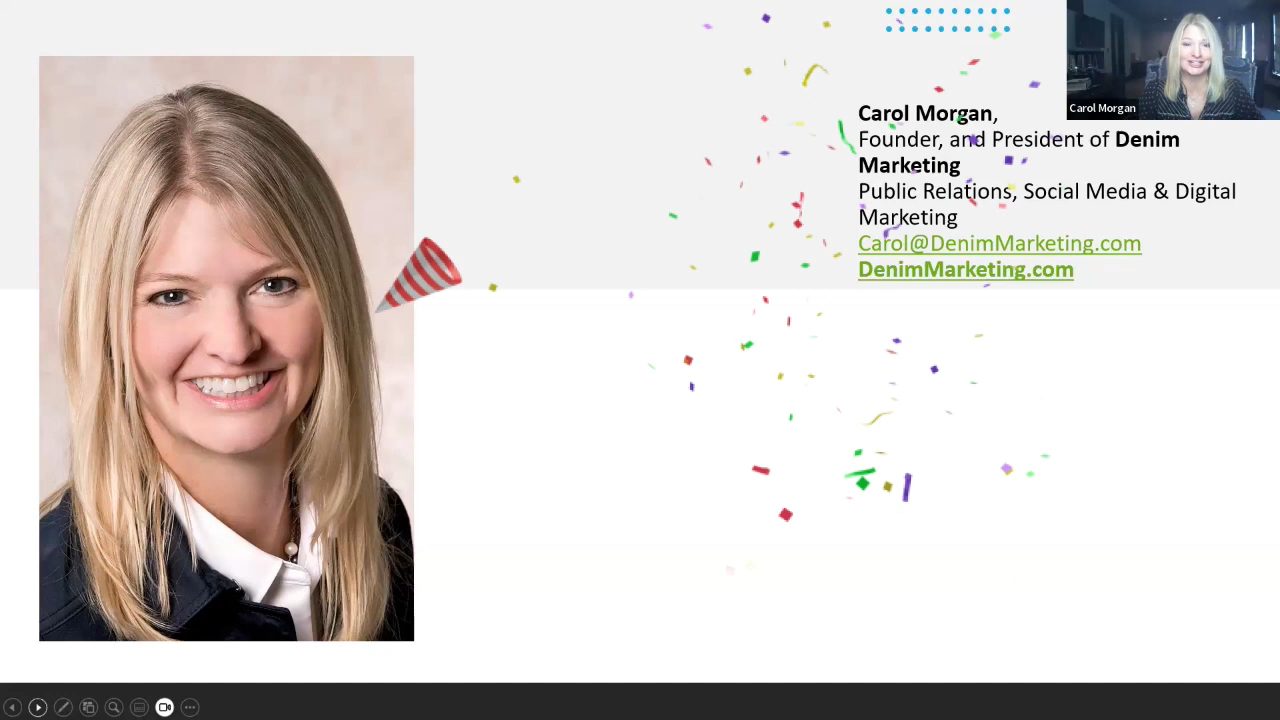 Carol Morgan,
Founder, and President of Denim
Marketing
Public Relations, Social Media & Digital
Marketing
Carol@DenimMarketing.com
DenimMarketing.com
Carol Morgan